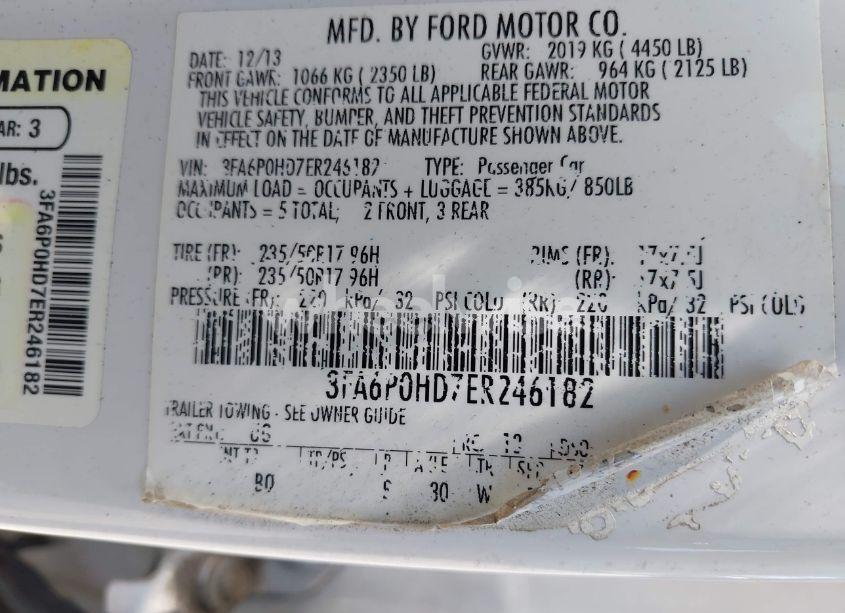 MATION
AR: 3
lbs.
3FA6P0HD7ER246182
MFD. BY FORD MOTOR CO.
DATE: 12/13
GVWR: 2019 KG ( 4450 LB)
FRONT GAWR: 1066 KG ( 2350 LB)
REAR GAWR: 964 KG ( 2125 LB)
THIS VEHICLE CONFORMS TO ALL APPLICABLE FEDERAL MOTOR
VEHICLE SAFETY, BUMPER, AND THEFT PREVENTION STANDARDS
IN EFFECT ON THE DATE OF MANUFACTURE SHOWN ABOVE.
VIN: 3FA6P0HD7ER246182 TYPE: Passenger Car
MAXIMUM LOAD = OCCUPANTS + LUGGAGE = 385KG/ 850LB
OCCUPANTS = 5 TOTAL; 2 FRONT, 3 REAR
TIRE (FR): 235/50R17 96H RIMS (FR): 17x7.5J
(RR): 235/50R17 96H (RR): 17x7.5J
PRESSURE (FR): 220 kPa/ 32 PSI COLD (RR): 220 kPa/ 32 PSI COLD
3FA6P0HD7ER246182
TRAILER TOWING - SEE OWNER GUIDE
BO S 30 W